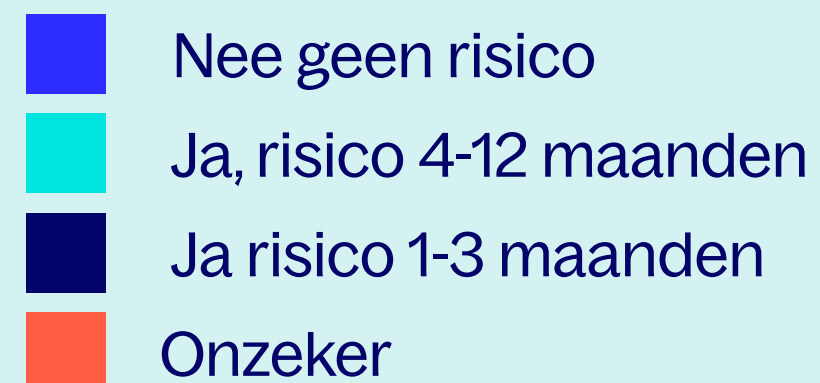 Nee geen risico
Ja, risico 4-12 maanden
Ja risico 1-3 maanden
Onzeker